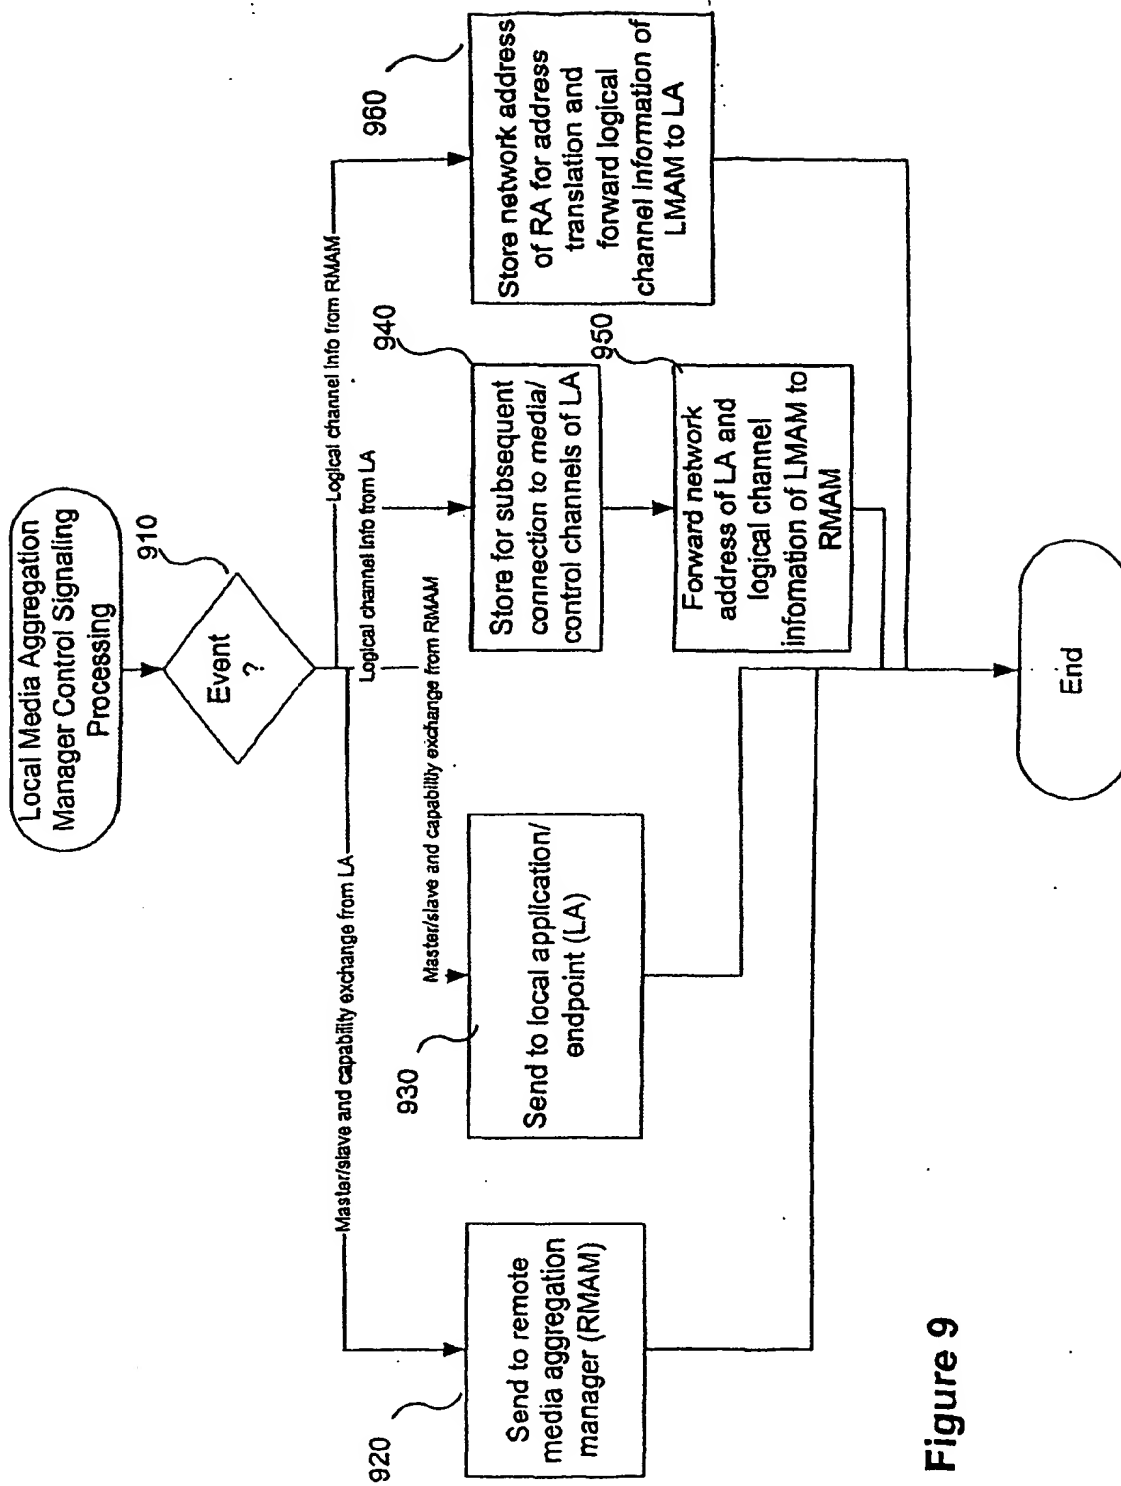 Local Media Aggregation
Manager Control Signaling
Processing
910
Event
?
Master/slave and capability exchange from LA
Master/slave and capability exchange from RMAM
Logical channel Info from LA
Logical channel Info from RMAM
920
Send to remote
media aggregation
manager (RMAM)
930
Send to local application/
endpoint (LA)
940
Store for subsequent
connection to media/
control channels of LA
950
Forward network
address of LA and
logical channel
infomation of LMAM to
RMAM
960
Store network address
of RA for address
translation and
forward logical
channel Information of
LMAM to LA
End
Figure 9